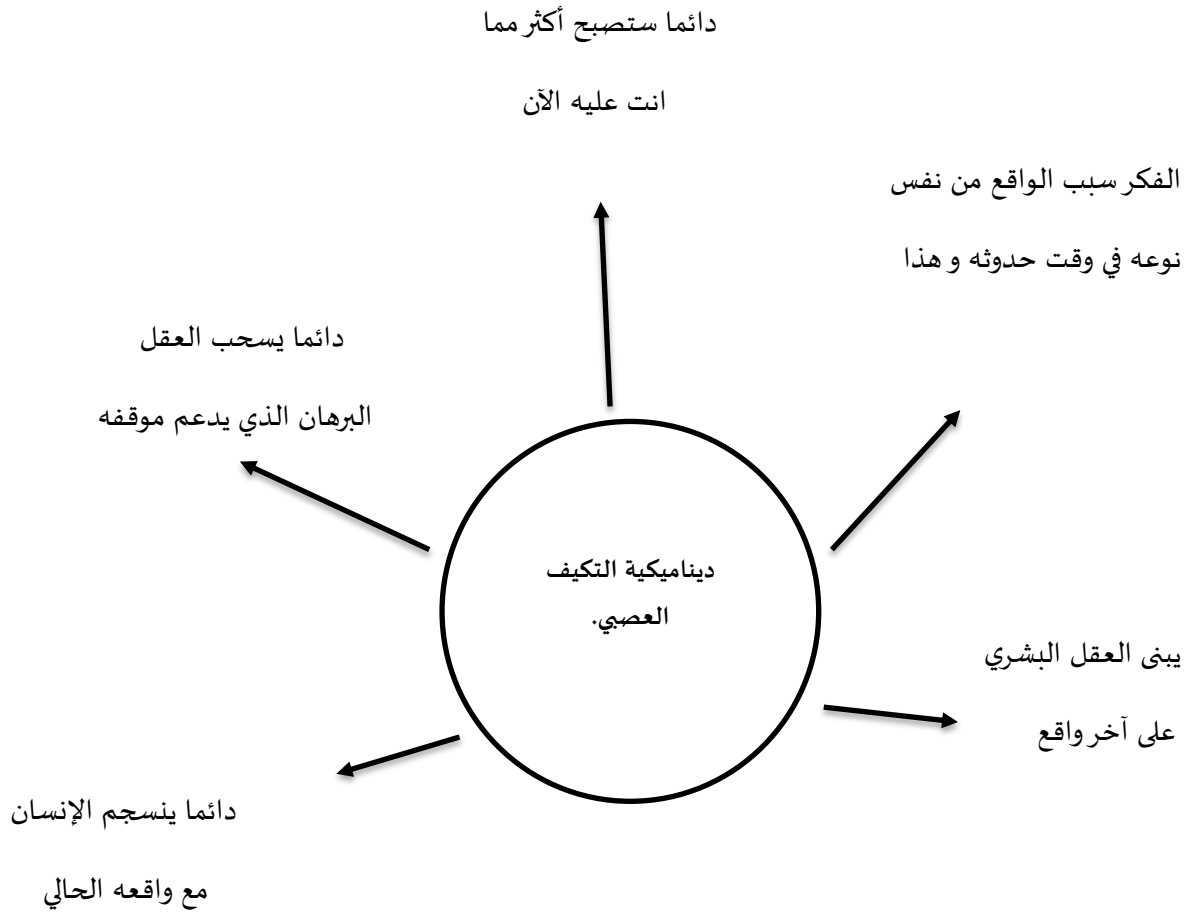 دائما ستصبح أكثر مما
انت عليه الآن
الفكر سبب الواقع من نفس
نوعه في وقت حدوثه و هذا
دائما يسحب العقل
البرهان الذي يدعم موقفه
ديناميكية التكيف
العصبي.
يبنى العقل البشري
على آخر واقع
دائما ينسجم الإنسان
مع واقعه الحالي